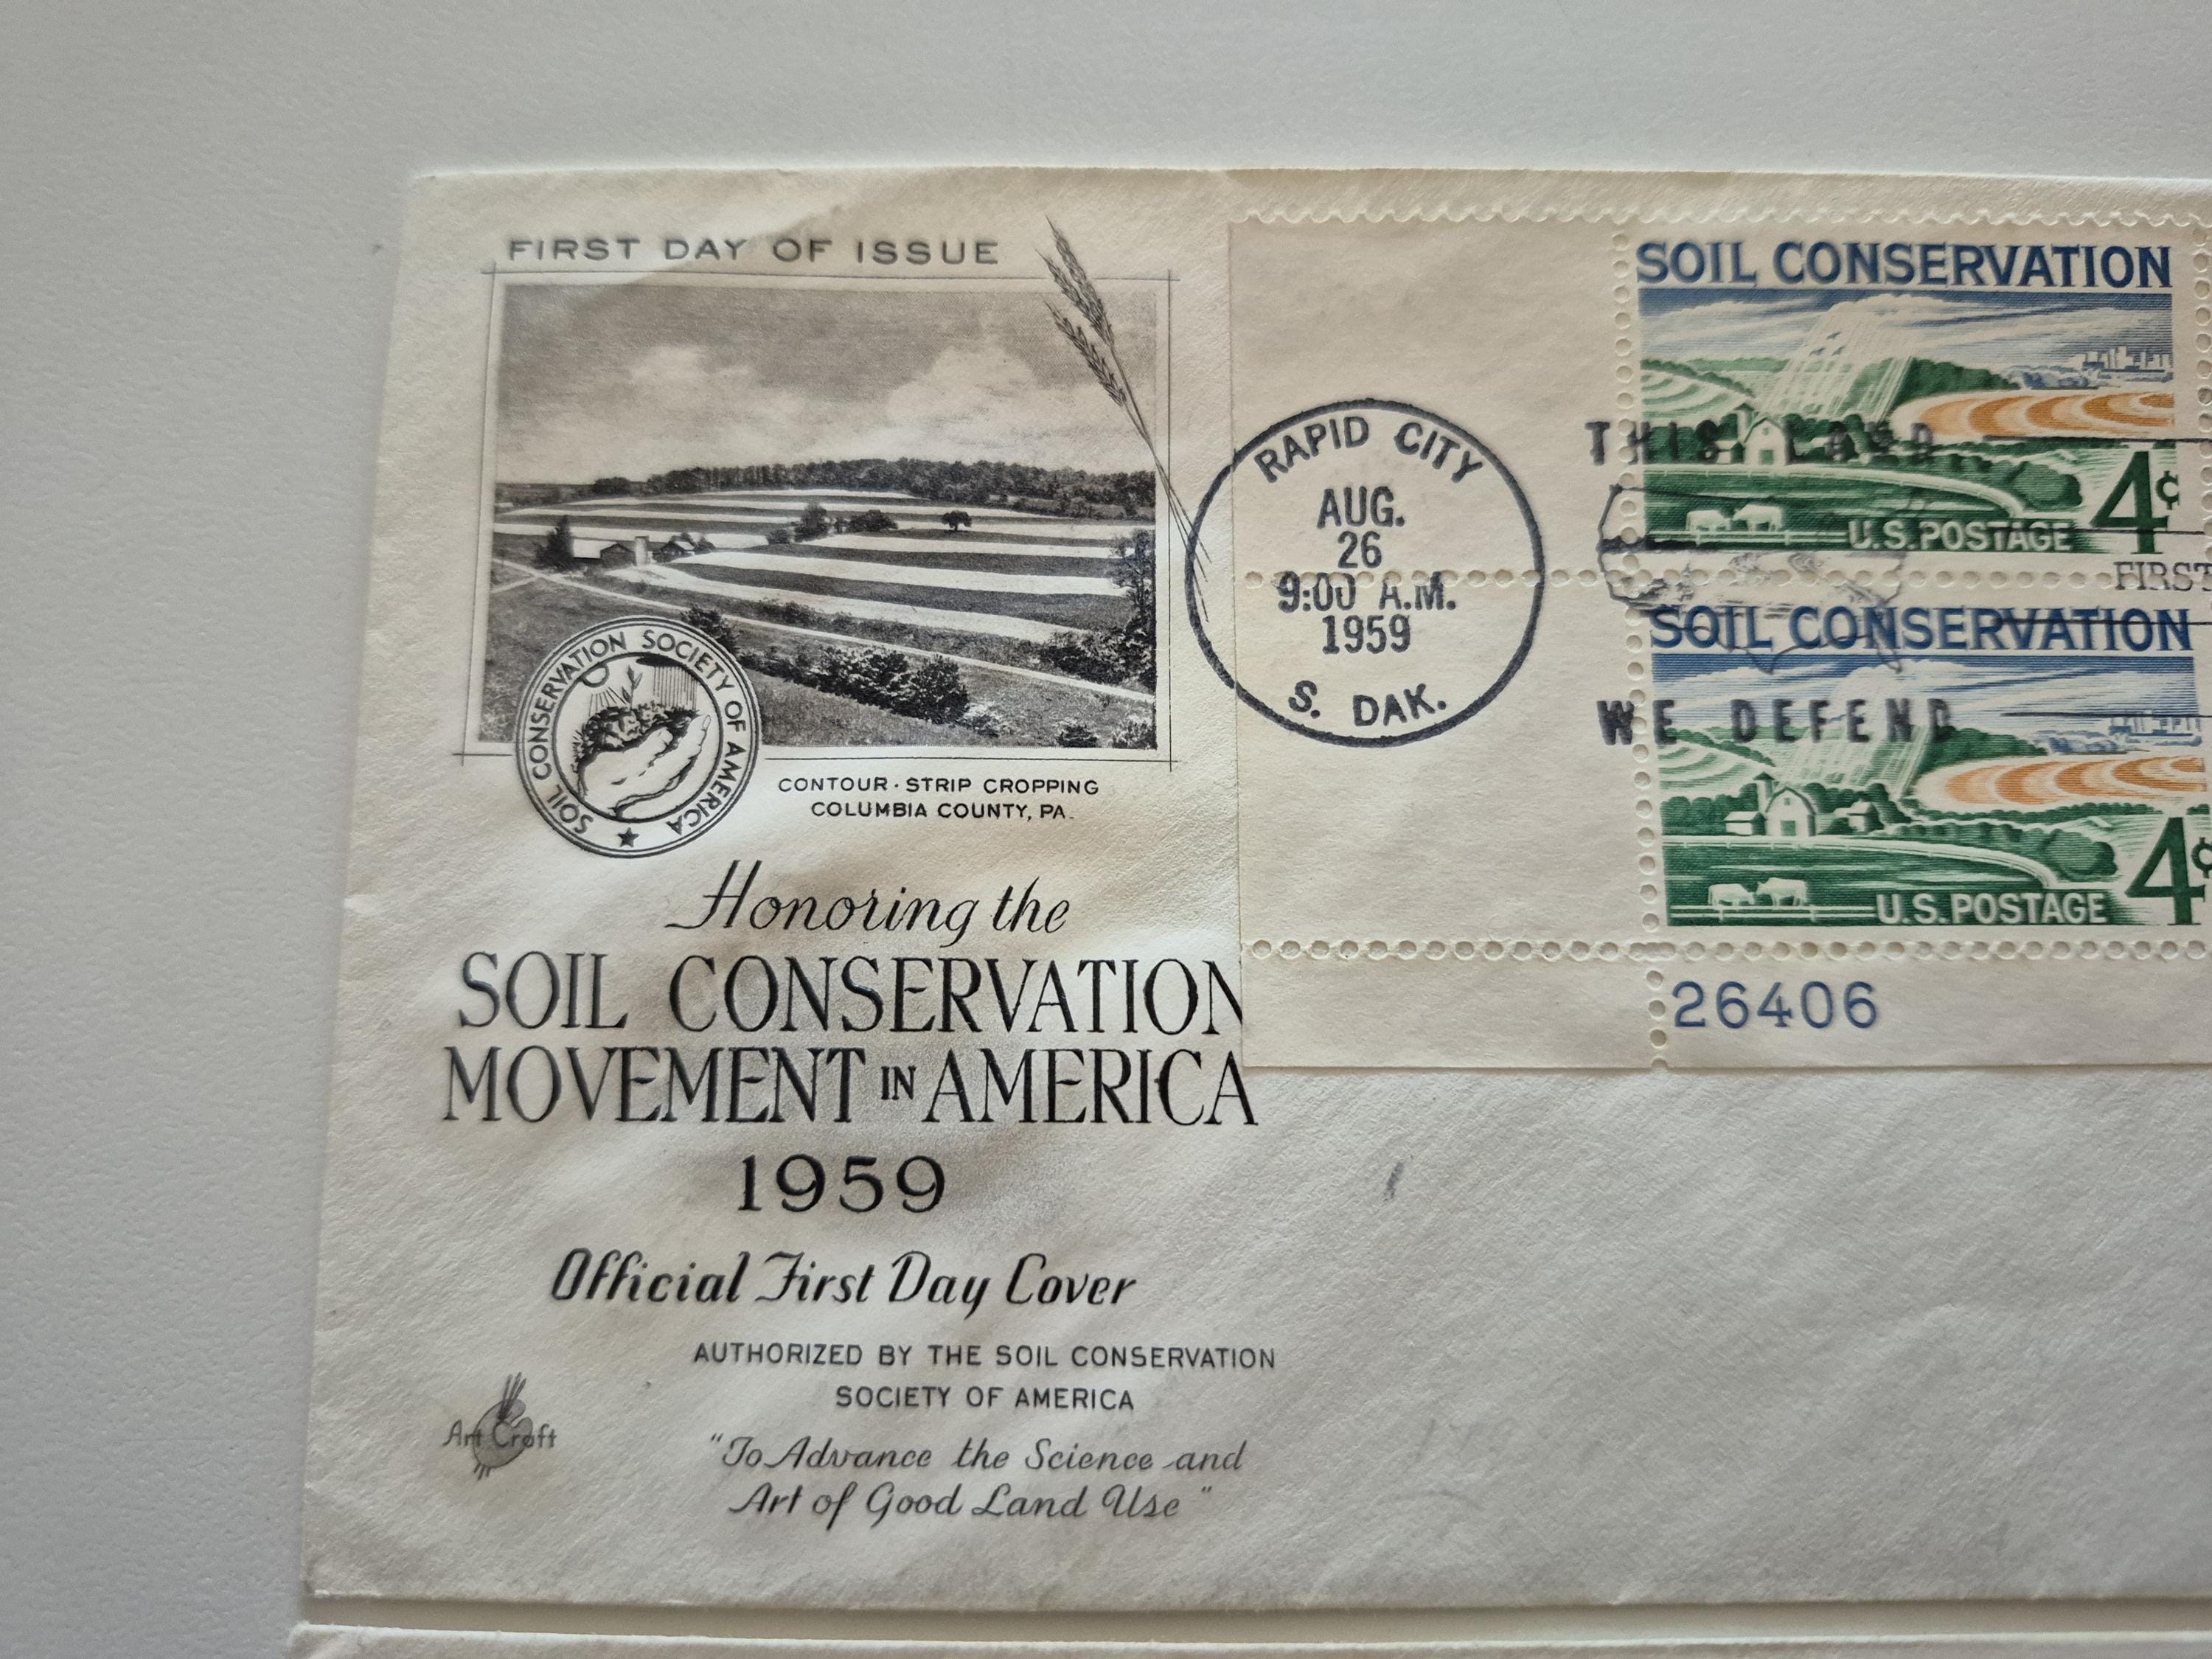 FIRST DAY OF ISSUE
SOIL CONSERVATION SOCIETY OF AMERICA
CONTOUR · STRIP CROPPING
COLUMBIA COUNTY, PA.
Honoring the
SOIL CONSERVATION
MOVEMENT IN AMERICA
1959
Official First Day Cover
AUTHORIZED BY THE SOIL CONSERVATION
SOCIETY OF AMERICA
"To Advance the Science and
Art of Good Land Use"
Art Craft
RAPID CITY
AUG.
26
9:00 A.M.
1959
S. DAK.
SOIL CONSERVATION
THIS LAND
4¢
U.S. POSTAGE
FIRST
SOIL CONSERVATION
WE DEFEND
4¢
U.S. POSTAGE
26406